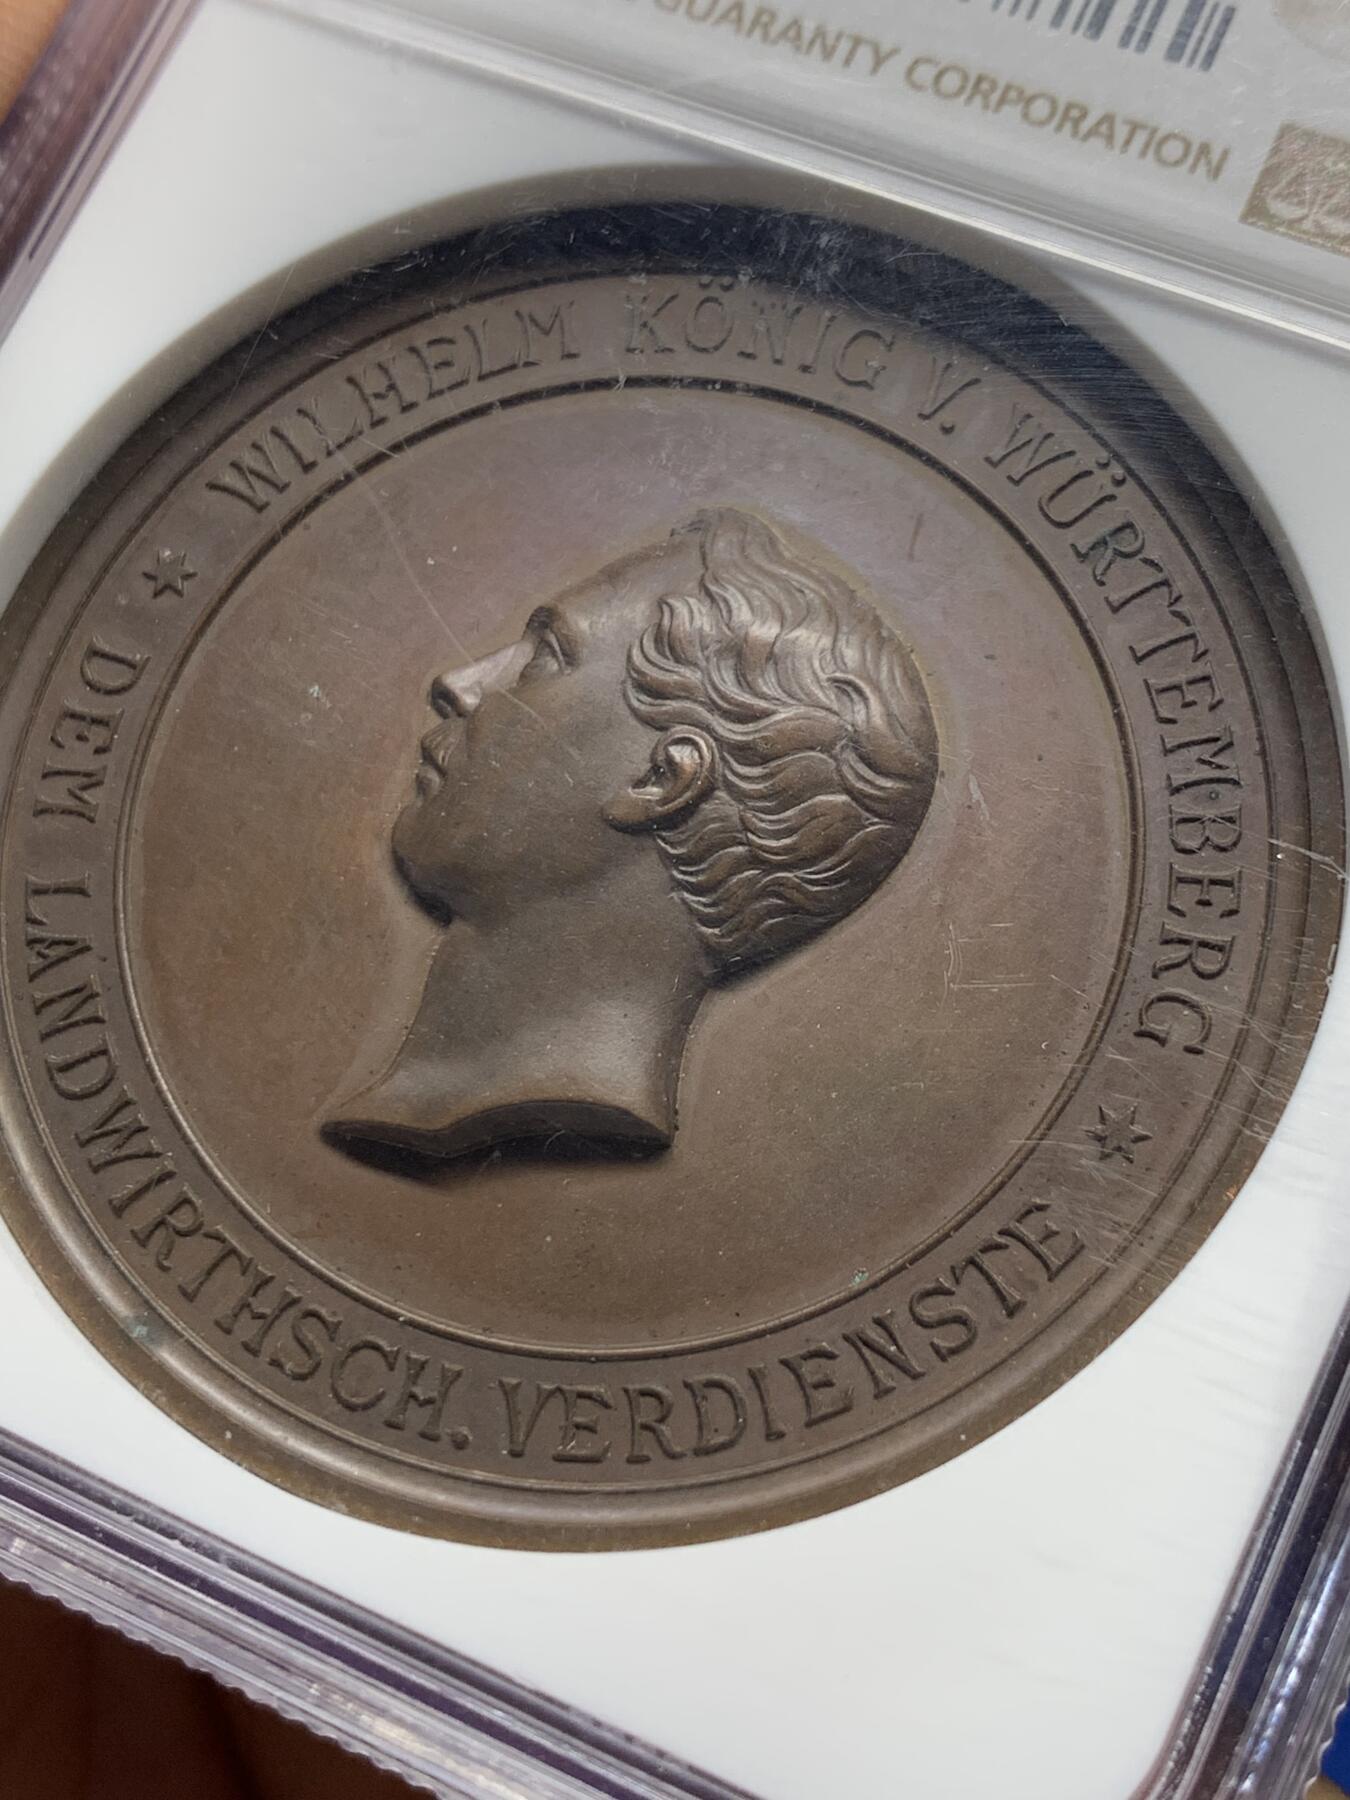 GUARANTY CORPORATION
WILHELM KÖNIG V. WÜRTTEMBERG
DEM LANDWIRTHSCH. VERDIENSTE